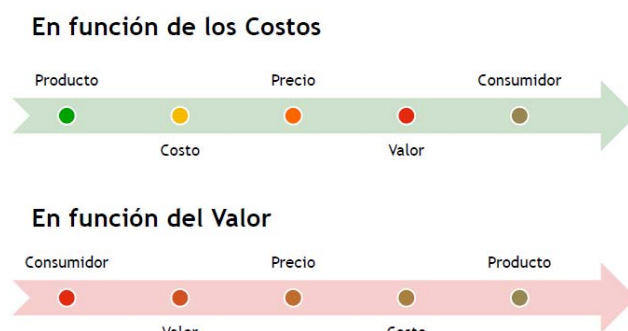 En función de los Costos
Producto Precio Consumidor
Costo Valor
En función del Valor
Consumidor Precio Producto
Valor Costo